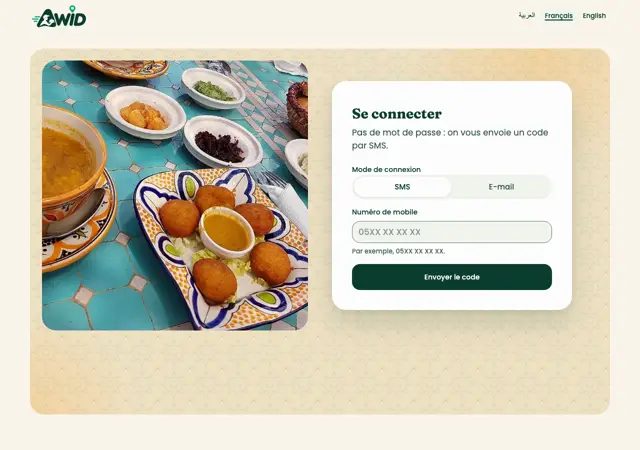 AWID
العربية
Français
English
Se connecter
Pas de mot de passe : on vous envoie un code
par SMS.
Mode de connexion
SMS
E-mail
Numéro de mobile
05XX XX XX XX
Par exemple, 05XX XX XX XX.
Envoyer le code